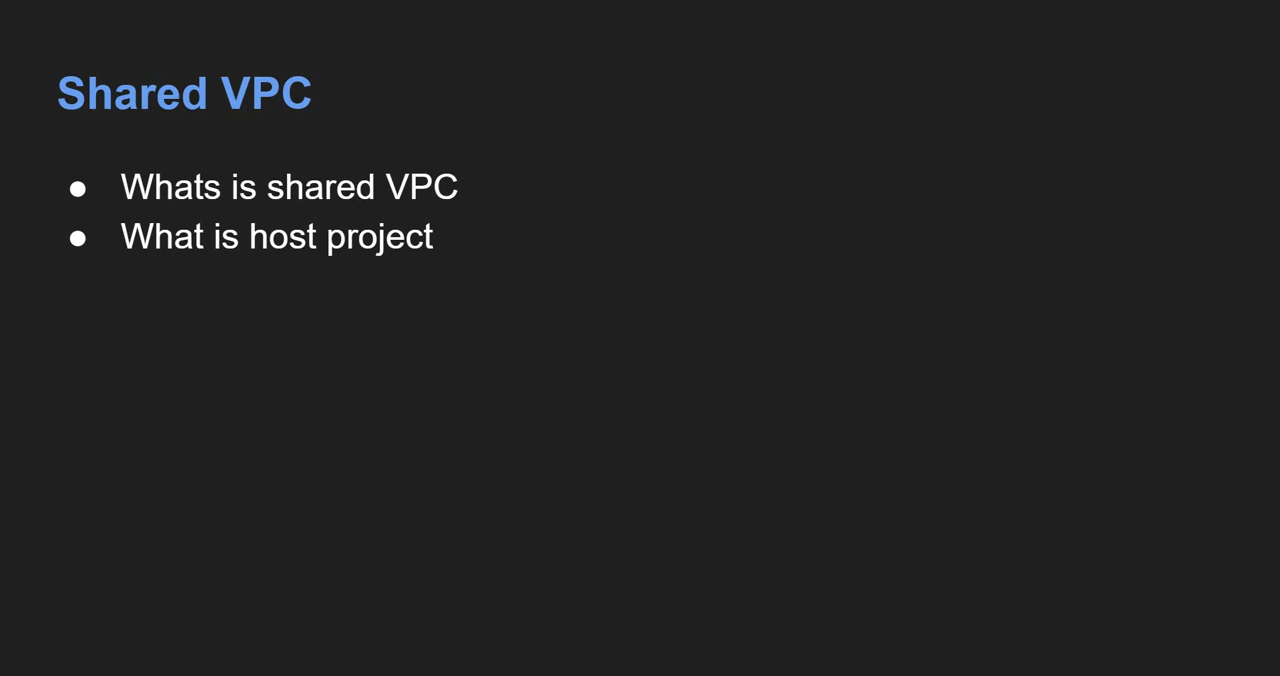 Shared VPC
● Whats is shared VPC
● What is host project